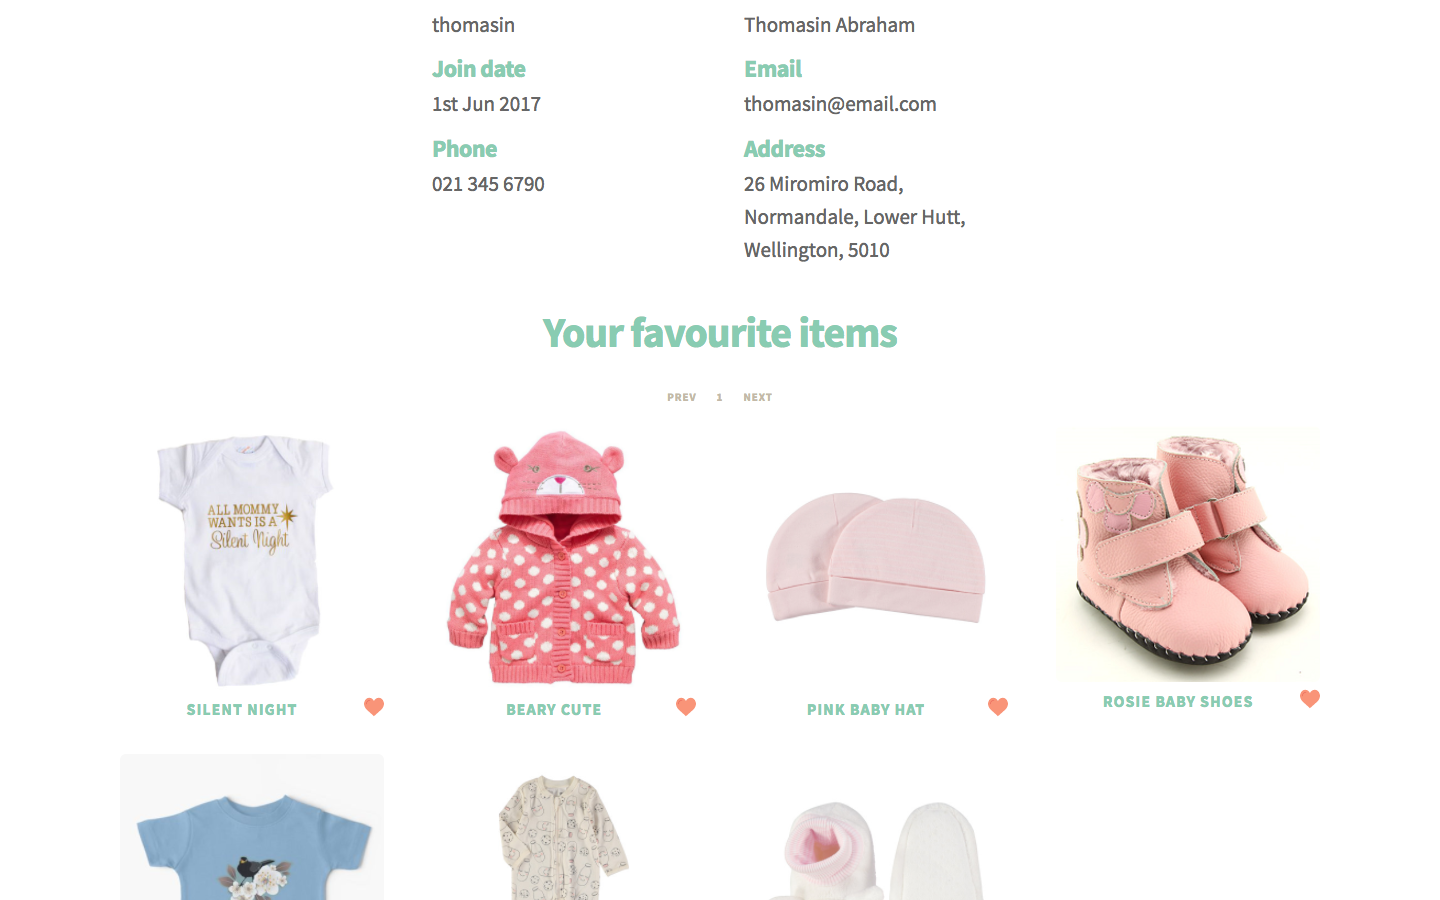 thomasin
Thomasin Abraham
Join date
Email
1st Jun 2017
thomasin@email.com
Phone
Address
021 345 6790
26 Miromiro Road,
Normandale, Lower Hutt,
Wellington, 5010
Your favourite items
PREV 1 NEXT
ALL MOMMY
WANTS IS A
Silent Night
SILENT NIGHT
BEARY CUTE
PINK BABY HAT
ROSIE BABY SHOES